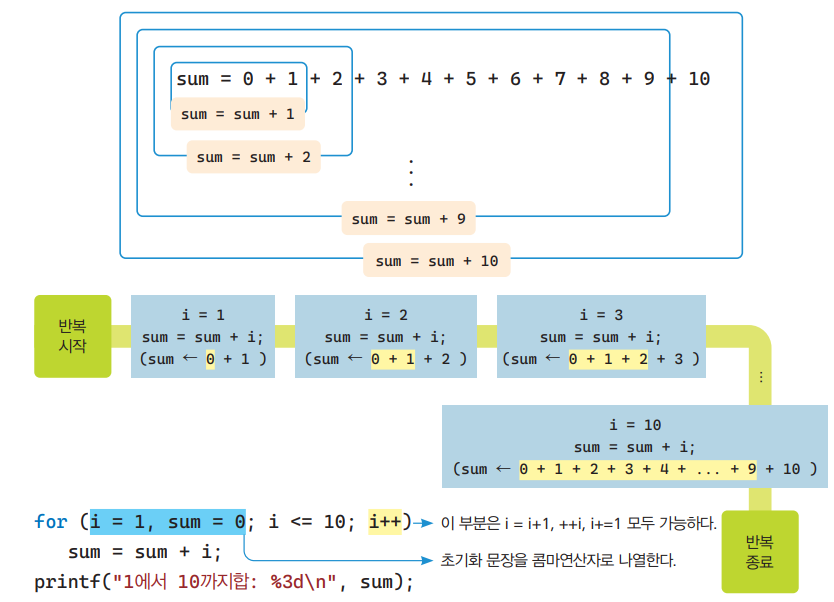 sum = 0 + 1 + 2 + 3 + 4 + 5 + 6 + 7 + 8 + 9 + 10
sum = sum + 1
sum = sum + 2
⋮
sum = sum + 9
sum = sum + 10
반복
시작
i = 1
sum = sum + i;
(sum ← 0 + 1 )
i = 2
sum = sum + i;
(sum ← 0 + 1 + 2 )
i = 3
sum = sum + i;
(sum ← 0 + 1 + 2 + 3 )
⋮
i = 10
sum = sum + i;
(sum ← 0 + 1 + 2 + 3 + 4 + ... + 9 + 10 )
반복
종료
for (i = 1, sum = 0; i <= 10; i++)
이 부분은 i = i+1, ++i, i+=1 모두 가능하다.
sum = sum + i;
초기화 문장을 콤마연산자로 나열한다.
printf("1에서 10까지합: %3d\n", sum);